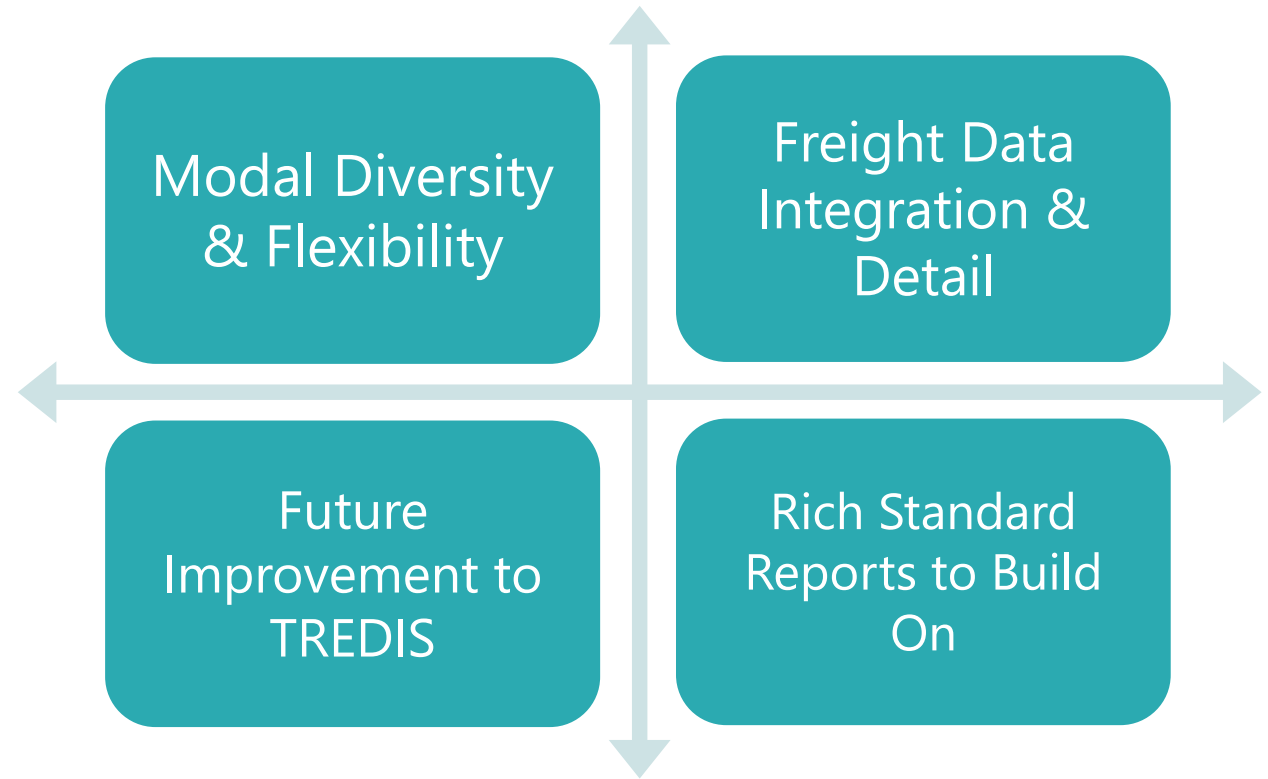 Modal Diversity
& Flexibility
Freight Data
Integration &
Detail
Future
Improvement to
TREDIS
Rich Standard
Reports to Build
On